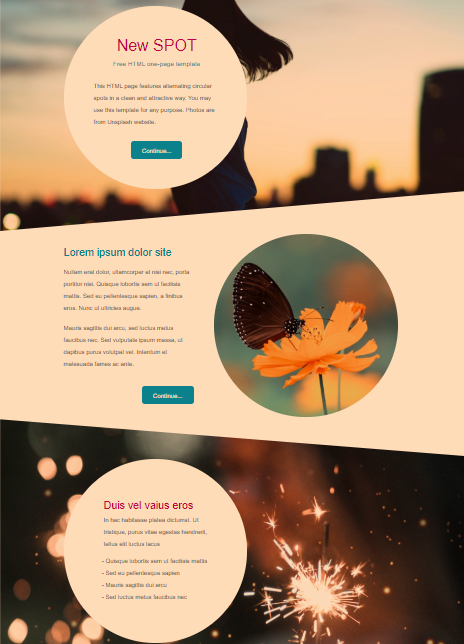 New SPOT
Free HTML one-page template
This HTML page features alternating circular
spots in a clean and attractive way. You may
use this template for any purpose. Photos are
from Unsplash website.
Continue...
Lorem ipsum dolor site
Nullam erat dolor, ullamcorper et nisi nec, porta
porttitor nisl. Quisque lobortis sem ut facilisis
mattis. Sed eu pellentesque sapien, a finibus
eros. Nunc ut ultricies augue.
Mauris sagittis dui arcu, sed luctus metus
faucibus nec. Sed vulputate ipsum massa, ut
dapibus purus volutpat vel. Interdum et
malesuada fames ac ante.
Continue...
Duis vel vaius eros
In hac habitasse platea dictumst. Ut
tristique, purus vitae egestas hendrerit,
tellus elit luctus lacus
- Quisque lobortis sem ut facilisis mattis
- Sed eu pellentesque sapien
- Mauris sagittis dui arcu
- Sed luctus metus faucibus nec